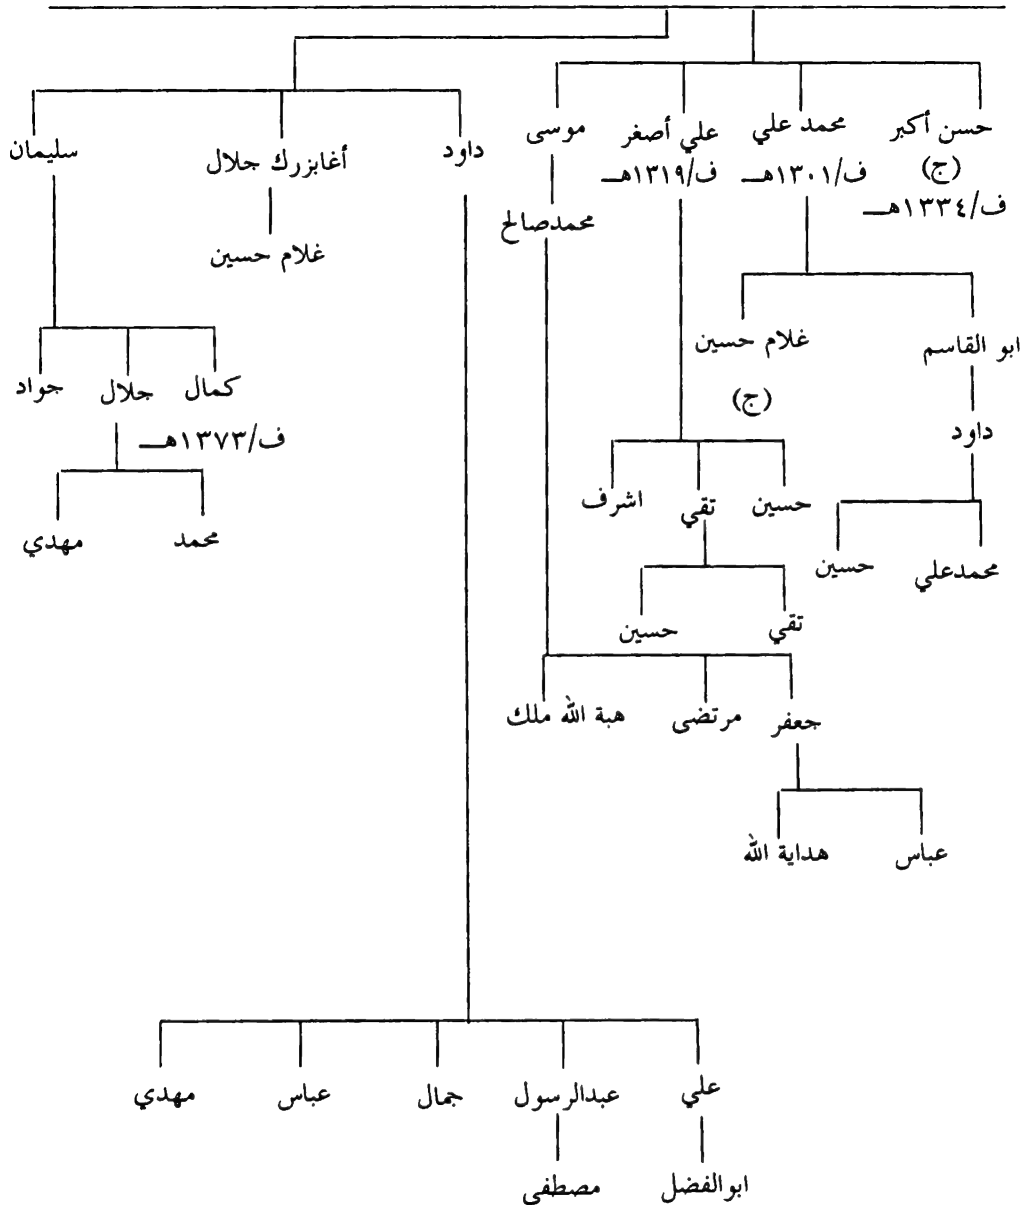 حسن أكبر
(ج)
ف/١٣٣٤هـ
محمد علي
ف/١٣٠١هـ
علي أصغر
ف/١٣١٩هـ
موسى
محمدصالح
داود
أغابزرك جلال
سليمان
غلام حسين
ابو القاسم
غلام حسين
(ج)
داود
كمال
جلال
جواد
ف/١٣٧٣هـ
حسين
تقي
اشرف
محمد
مهدي
محمدعلي
حسين
تقي
حسين
جعفر
مرتضى
هبة الله ملك
عباس
هداية الله
علي
عبدالرسول
جمال
عباس
مهدي
ابوالفضل
مصطفى